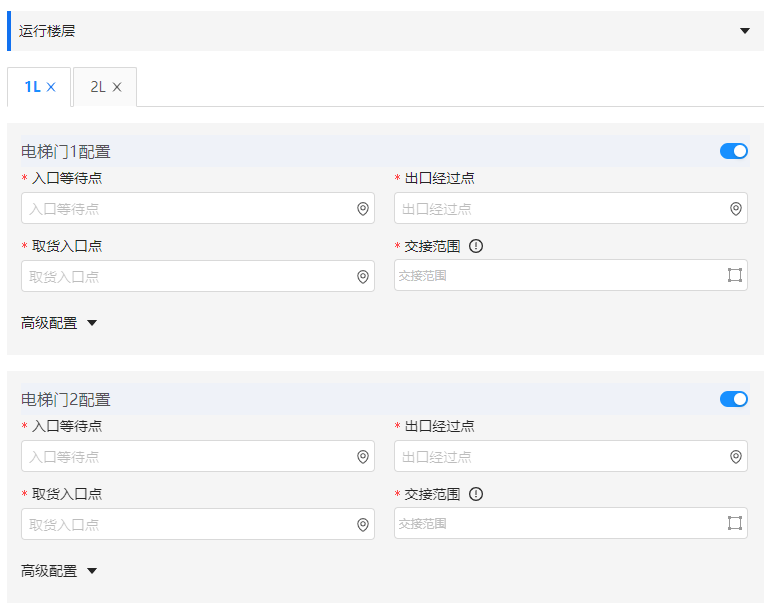 运行楼层
1L 2L
电梯门1配置
* 入口等待点 * 出口经过点
入口等待点 出口经过点
* 取货入口点 * 交接范围
取货入口点 交接范围
高级配置
电梯门2配置
* 入口等待点 * 出口经过点
入口等待点 出口经过点
* 取货入口点 * 交接范围
取货入口点 交接范围
高级配置